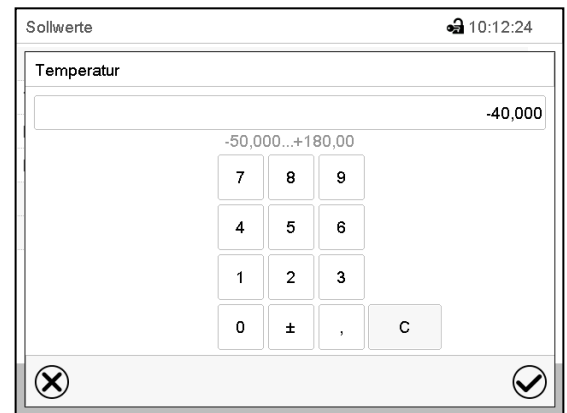 Sollwerte 10:12:24
Temperatur
-40,000
-50,000...+180,00
7 8 9
4 5 6
1 2 3
0 ± , C